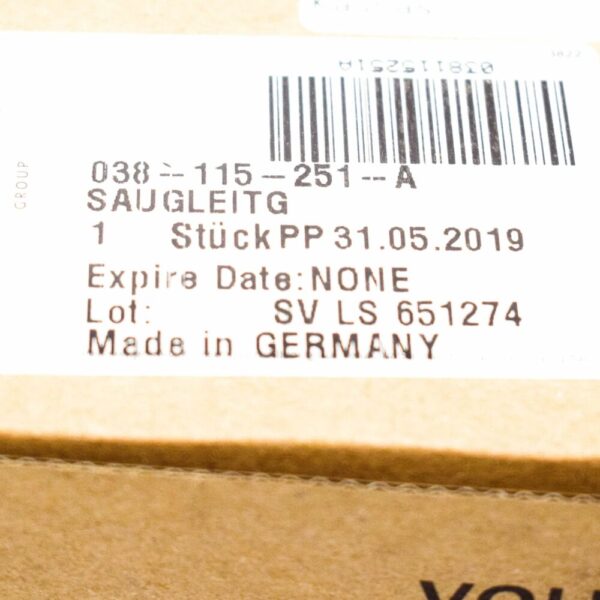 3822
038115251A
GROUP
038-115-251-A
SAUGLEITG
1 Stück PP 31.05.2019
Expire Date: NONE
Lot: SV LS 651274
Made in GERMANY
YOU